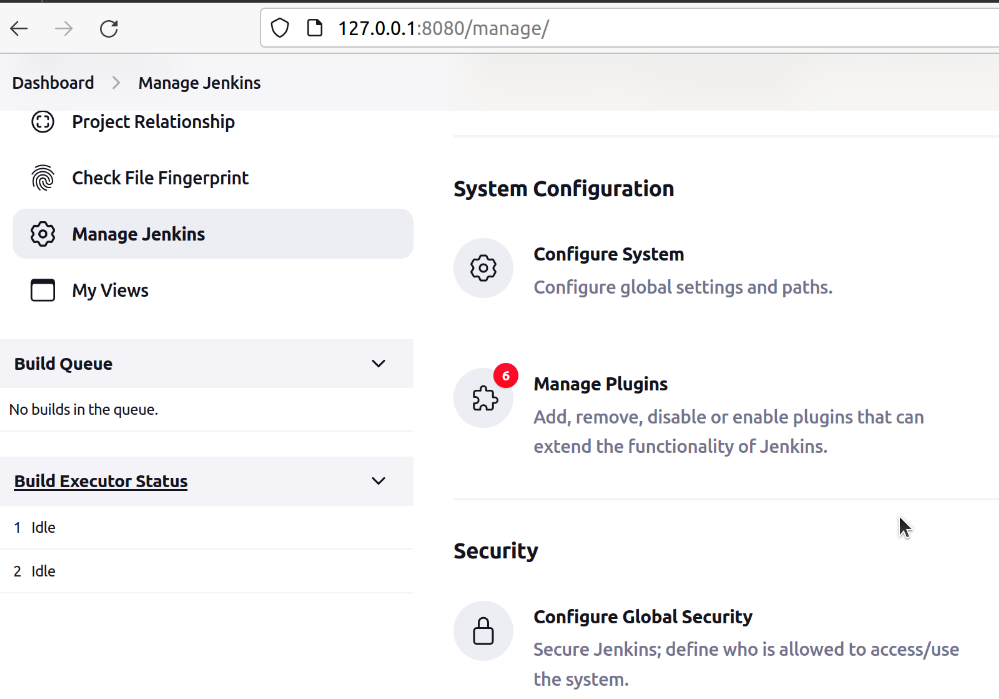 127.0.0.1:8080/manage/
Dashboard
Manage Jenkins
Project Relationship
Check File Fingerprint
Manage Jenkins
My Views
Build Queue
No builds in the queue.
Build Executor Status
1 Idle
2 Idle
System Configuration
Configure System
Configure global settings and paths.
6
Manage Plugins
Add, remove, disable or enable plugins that can
extend the functionality of Jenkins.
Security
Configure Global Security
Secure Jenkins; define who is allowed to access/use
the system.